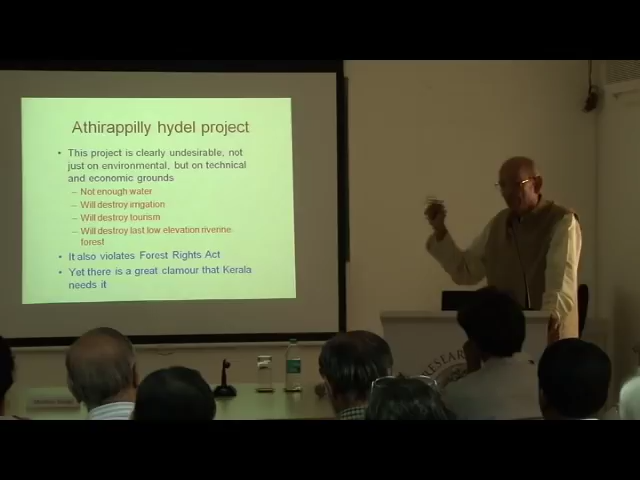 Athirappilly hydel project
• This project is clearly undesirable, not
just on environmental, but on technical
and economic grounds
– Not enough water
– Will destroy irrigation
– Will destroy tourism
– Will destroy last low elevation riverine
forest
• It also violates Forest Rights Act
• Yet there is a great clamour that Kerala
needs it
RESEARCH